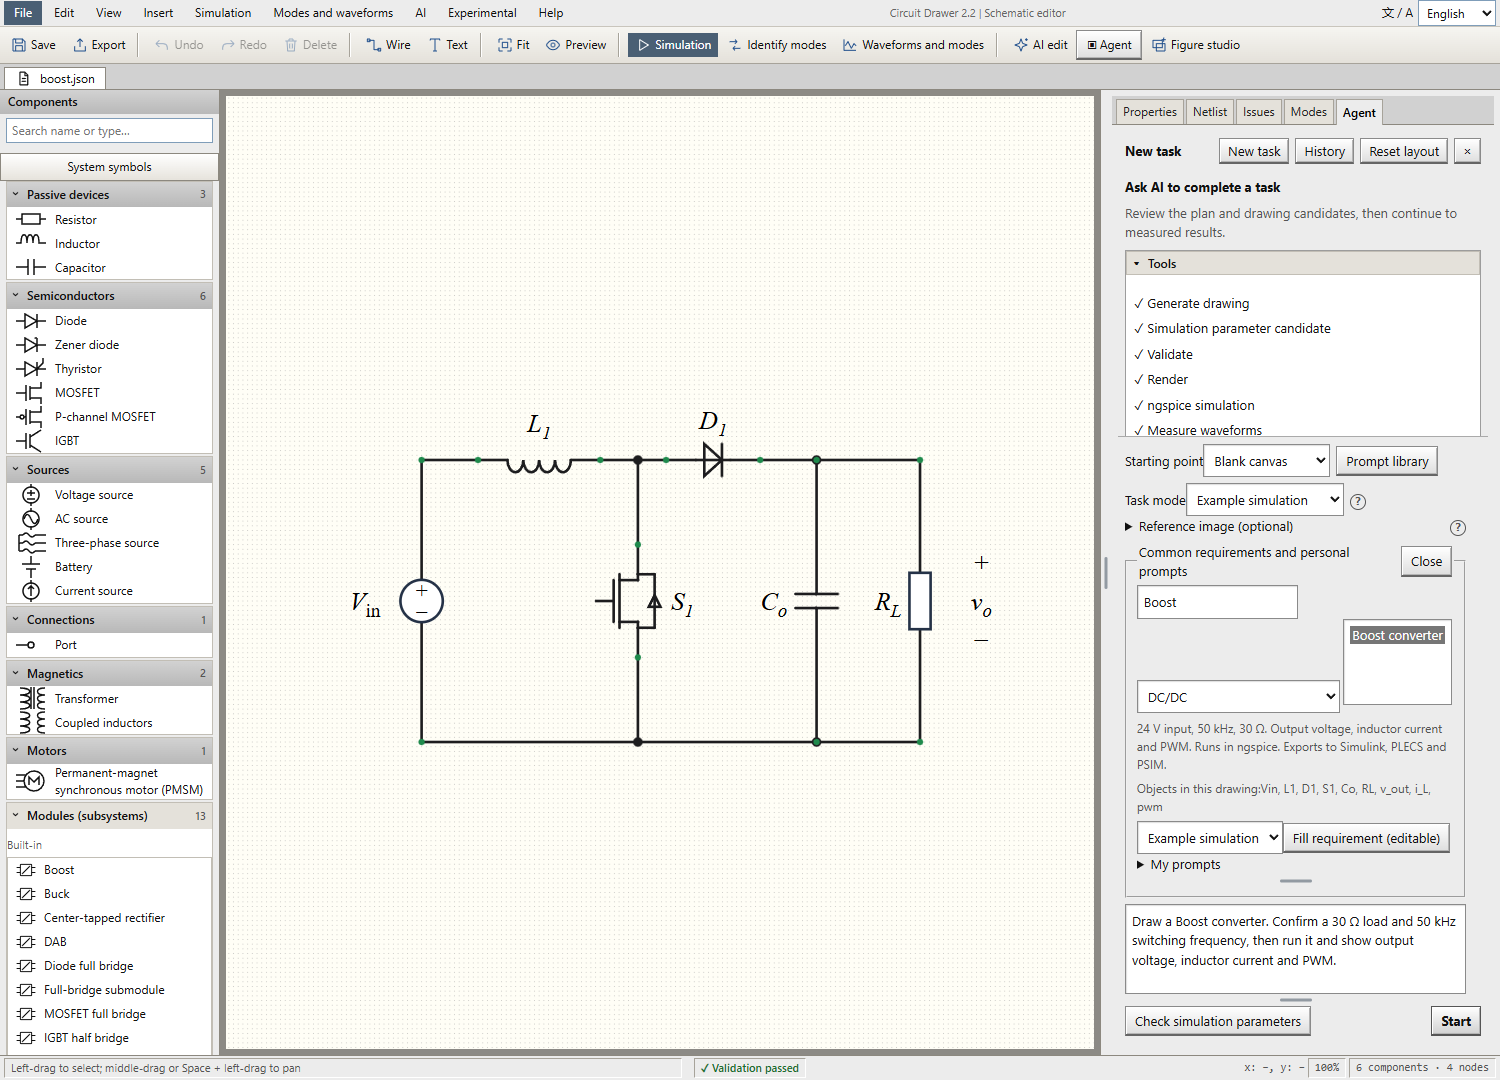 File Edit View Insert Simulation Modes and waveforms AI Experimental Help Circuit Drawer 2.2 | Schematic editor 文 / A English
Save Export Undo Redo Delete Wire Text Fit Preview Simulation Identify modes Waveforms and modes AI edit Agent Figure studio
boost.json
Components
Search name or type...
System symbols
Passive devices 3
Resistor
Inductor
Capacitor
Semiconductors 6
Diode
Zener diode
Thyristor
MOSFET
P-channel MOSFET
IGBT
Sources 5
Voltage source
AC source
Three-phase source
Battery
Current source
Connections 1
Port
Magnetics 2
Transformer
Coupled inductors
Motors 1
Permanent-magnet
synchronous motor (PMSM)
Modules (subsystems) 13
Built-in
Boost
Buck
Center-tapped rectifier
DAB
Diode full bridge
Full-bridge submodule
MOSFET full bridge
IGBT half bridge
L1
D1
Vin
+
−
S1
Co
RL
+
vo
−
Properties Netlist Issues Modes Agent
New task New task History Reset layout ×
Ask AI to complete a task
Review the plan and drawing candidates, then continue to
measured results.
Tools
✓ Generate drawing
✓ Simulation parameter candidate
✓ Validate
✓ Render
✓ ngspice simulation
✓ Measure waveforms
Starting point Blank canvas Prompt library
Task mode Example simulation ?
Reference image (optional) ?
Common requirements and personal
prompts
Close
Boost
Boost converter
DC/DC
24 V input, 50 kHz, 30 Ω. Output voltage, inductor current
and PWM. Runs in ngspice. Exports to Simulink, PLECS and
PSIM.
Objects in this drawing:Vin, L1, D1, S1, Co, RL, v_out, i_L,
pwm
Example simulation Fill requirement (editable)
My prompts
Draw a Boost converter. Confirm a 30 Ω load and 50 kHz
switching frequency, then run it and show output
voltage, inductor current and PWM.
Check simulation parameters Start
Left-drag to select; middle-drag or Space + left-drag to pan ✓ Validation passed x: –, y: – 100% 6 components · 4 nodes